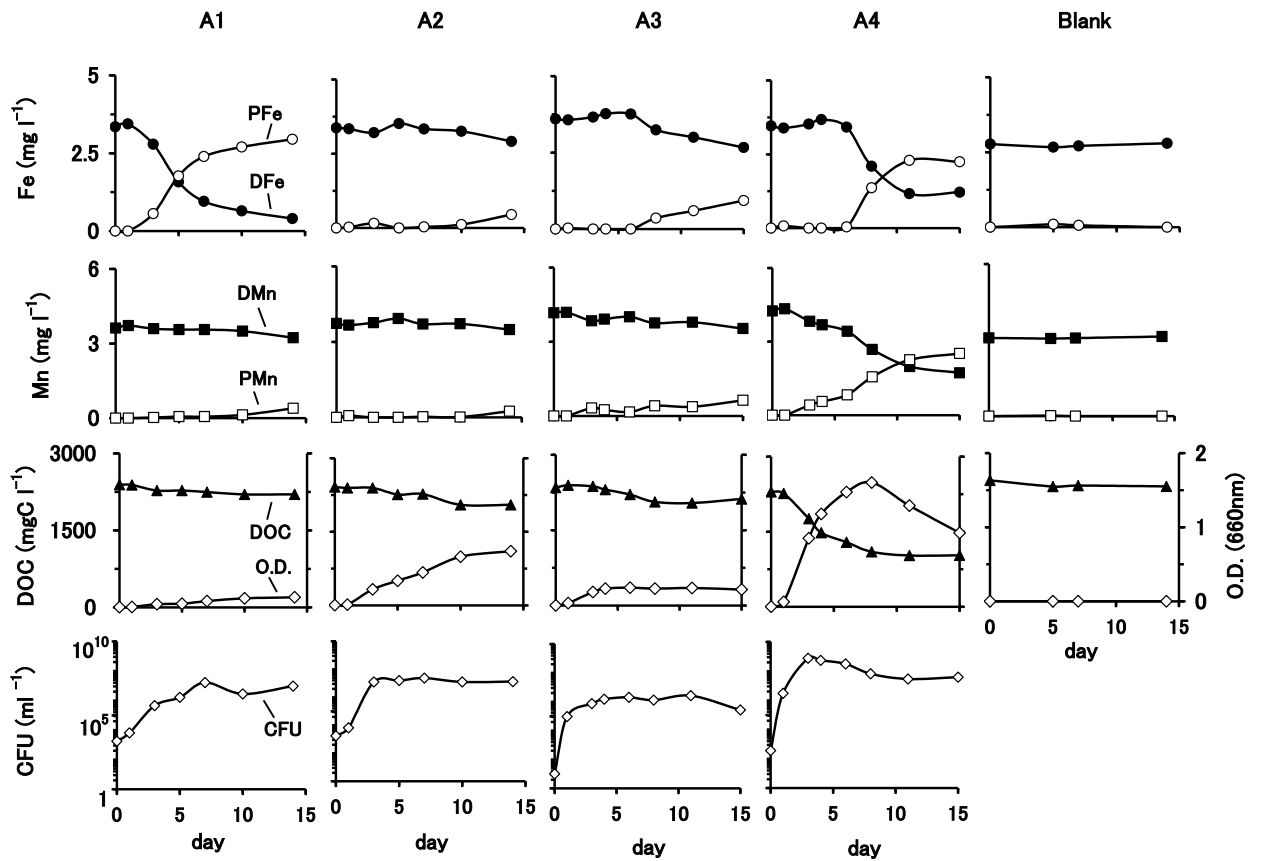 A1 A2 A3 A4 Blank
5
PFe
Fe (mg l⁻¹)
2.5
DFe
0
6
DMn
Mn (mg l⁻¹)
3
PMn
0
3000 2
DOC (mgC l⁻¹)
1500 1
DOC
O.D. (660nm)
O.D.
0 0
0 5 10 15
day
10¹⁰
CFU (ml ⁻¹)
10⁵
CFU
1
0 5 10 15 0 5 10 15 0 5 10 15 0 5 10 15
day day day day